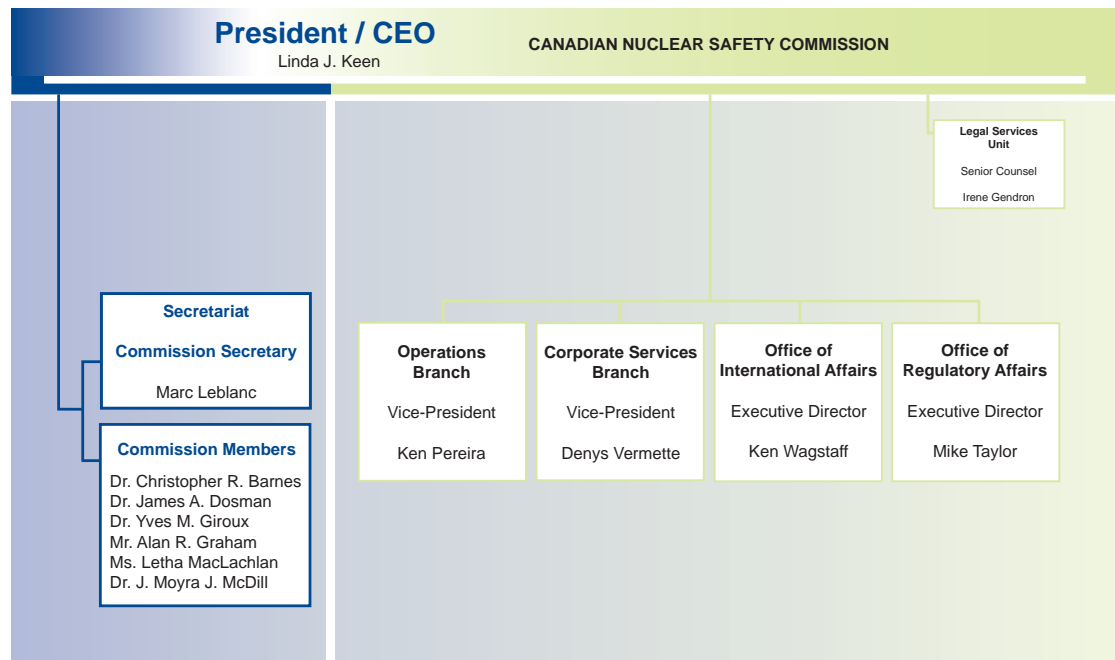 President / CEO
Linda J. Keen
CANADIAN NUCLEAR SAFETY COMMISSION
Legal Services
Unit
Senior Counsel
Irene Gendron
Secretariat
Commission Secretary
Marc Leblanc
Commission Members
Dr. Christopher R. Barnes
Dr. James A. Dosman
Dr. Yves M. Giroux
Mr. Alan R. Graham
Ms. Letha MacLachlan
Dr. J. Moyra J. McDill
Operations
Branch
Vice-President
Ken Pereira
Corporate Services
Branch
Vice-President
Denys Vermette
Office of
International Affairs
Executive Director
Ken Wagstaff
Office of
Regulatory Affairs
Executive Director
Mike Taylor